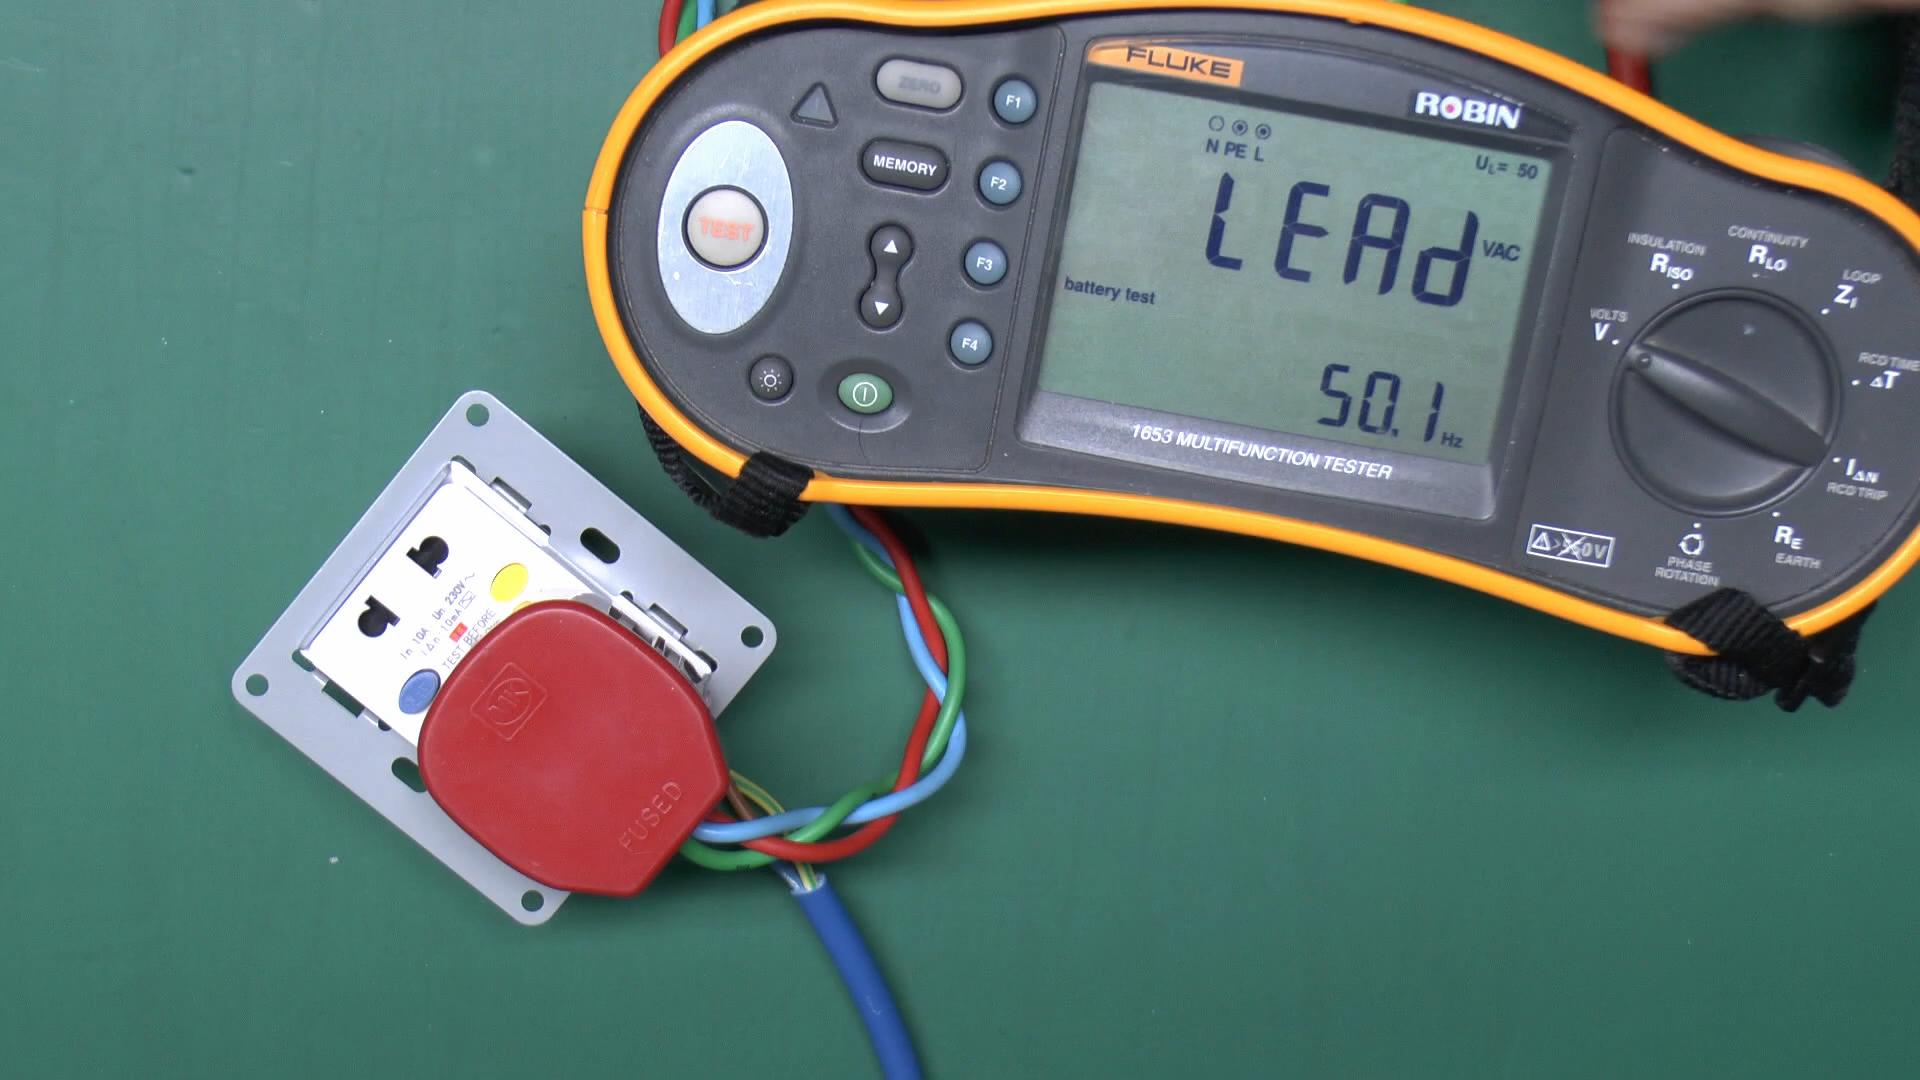 FLUKE
ROBIN
ZERO
F1
MEMORY
F2
TEST
F3
F4
N PE L
UL= 50
LEAd VAC
battery test
50.1 Hz
1653 MULTIFUNCTION TESTER
VOLTS
V
INSULATION
RISO
CONTINUITY
RLO
LOOP
ZI
RCD TIME
ΔT
IΔN
RCD TRIP
RE
EARTH
PHASE
ROTATION
In 10A Un 230V~
IΔn 10mA
TEST BEFORE
MK
FUSED